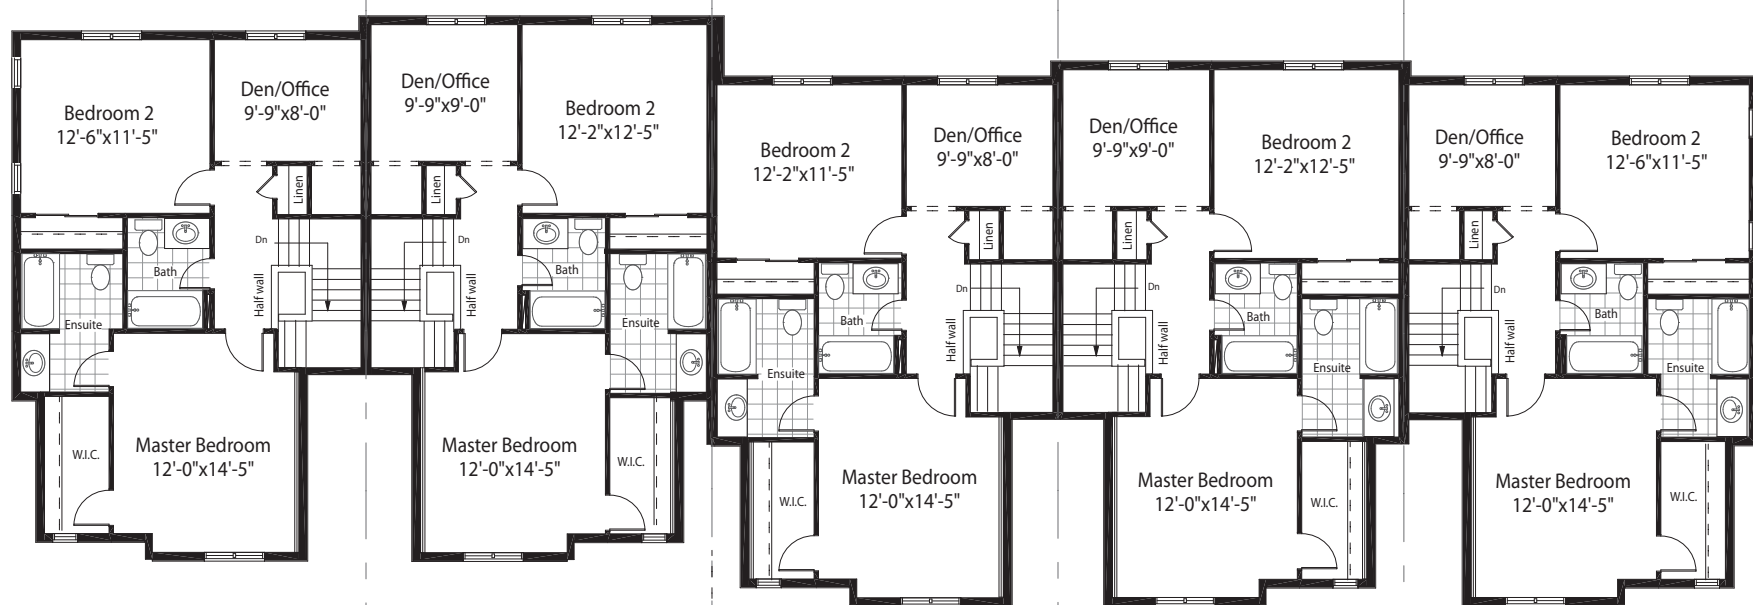 Bedroom 2
12'-6"x11'-5"
Den/Office
9'-9"x8'-0"
Linen
Dn
Half wall
Bath
Ensuite
W.I.C.
Master Bedroom
12'-0"x14'-5"
Den/Office
9'-9"x9'-0"
Bedroom 2
12'-2"x12'-5"
Linen
Dn
Half wall
Bath
Ensuite
Master Bedroom
12'-0"x14'-5"
W.I.C.
Bedroom 2
12'-2"x11'-5"
Den/Office
9'-9"x8'-0"
Linen
Dn
Half wall
Bath
Ensuite
W.I.C.
Master Bedroom
12'-0"x14'-5"
Den/Office
9'-9"x9'-0"
Bedroom 2
12'-2"x12'-5"
Linen
Dn
Half wall
Bath
Ensuite
Master Bedroom
12'-0"x14'-5"
W.I.C.
Den/Office
9'-9"x8'-0"
Bedroom 2
12'-6"x11'-5"
Linen
Dn
Half wall
Bath
Ensuite
Master Bedroom
12'-0"x14'-5"
W.I.C.